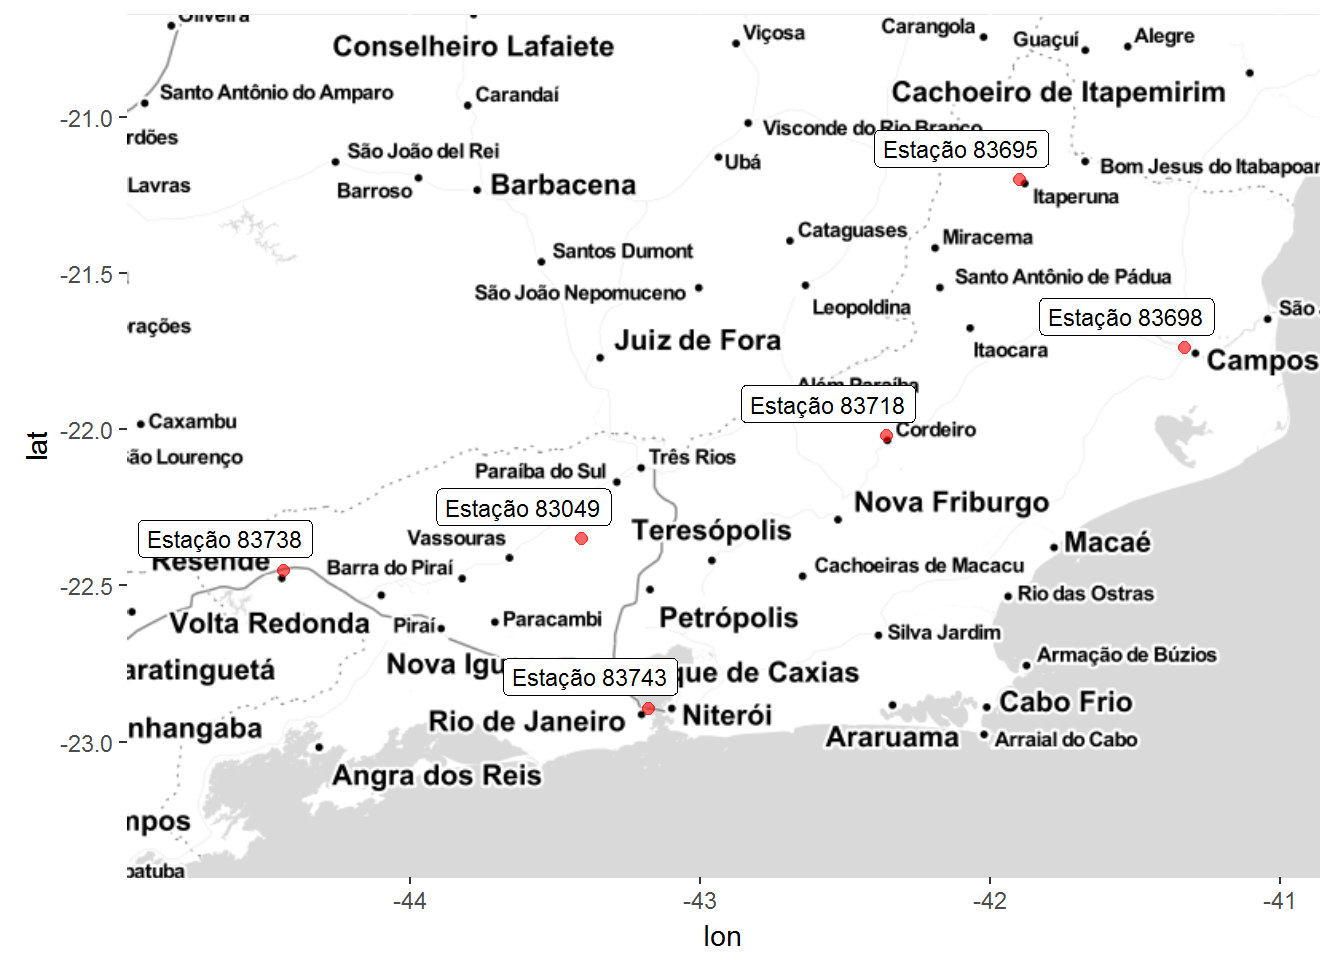 Oliveira
Conselheiro Lafaiete
Viçosa
Carangola
Guaçuí
Alegre
Santo Antônio do Amparo
Carandaí
Cachoeiro de Itapemirim
-21.0
rdões
São João del Rei
Visconde do Rio Branco
Ubá
Estação 83695
Bom Jesus do Itabapoar
Lavras
Barroso
Barbacena
Itaperuna
Cataguases
Miracema
Santos Dumont
-21.5
São João Nepomuceno
Santo Antônio de Pádua
Leopoldina
São J
Estação 83698
rações
Juiz de Fora
Itaocara
Campos
Além Paraíba
Estação 83718
Caxambu
-22.0
Cordeiro
ão Lourenço
Três Rios
Paraíba do Sul
Nova Friburgo
Estação 83049
Teresópolis
Estação 83738
Vassouras
Macaé
Resende
Barra do Piraí
Cachoeiras de Macacu
-22.5
Rio das Ostras
Volta Redonda
Piraí
Paracambi
Petrópolis
Silva Jardim
aratinguetá
Nova Igu
Estação 83743
que de Caxias
Armação de Búzios
Cabo Frio
nhangaba
Rio de Janeiro
Niterói
-23.0
Araruama
Arraial do Cabo
Angra dos Reis
mpos
batuba
-44
-43
-42
-41
lon
lat